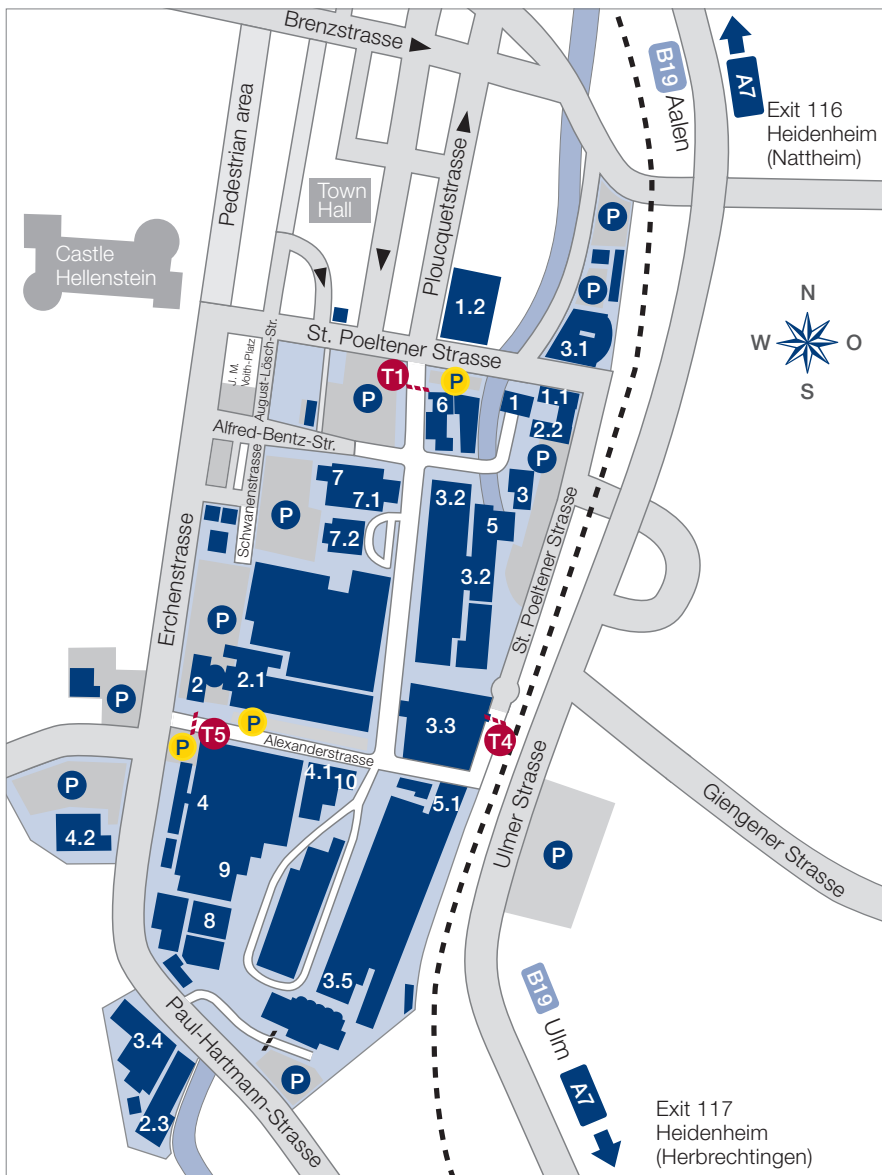 Brenzstrasse
B19 Aalen
A7
Exit 116
Heidenheim
(Nattheim)
Pedestrian area
Town
Hall
Ploucquetstrasse
P
Castle
Hellenstein
P
1.2
N
W O
S
3.1
St. Poeltener Strasse
J. M.
Voith-Platz
August-Lösch-Str.
T1
P
P
6
1
1.1
2.2
P
Alfred-Bentz-Str.
Schwanenstrasse
P
7
7.1
7.2
3.2
3
5
3.2
St. Poeltener Strasse
Erchenstrasse
P
2
2.1
P
P
T5
P
Alexanderstrasse
3.3
T4
P
4.2
4
4.1
10
5.1
Ulmer Strasse
P
Giengener Strasse
9
8
3.5
B19 Ulm
A7
Paul-Hartmann-Strasse
3.4
2.3
P
Exit 117
Heidenheim
(Herbrechtingen)